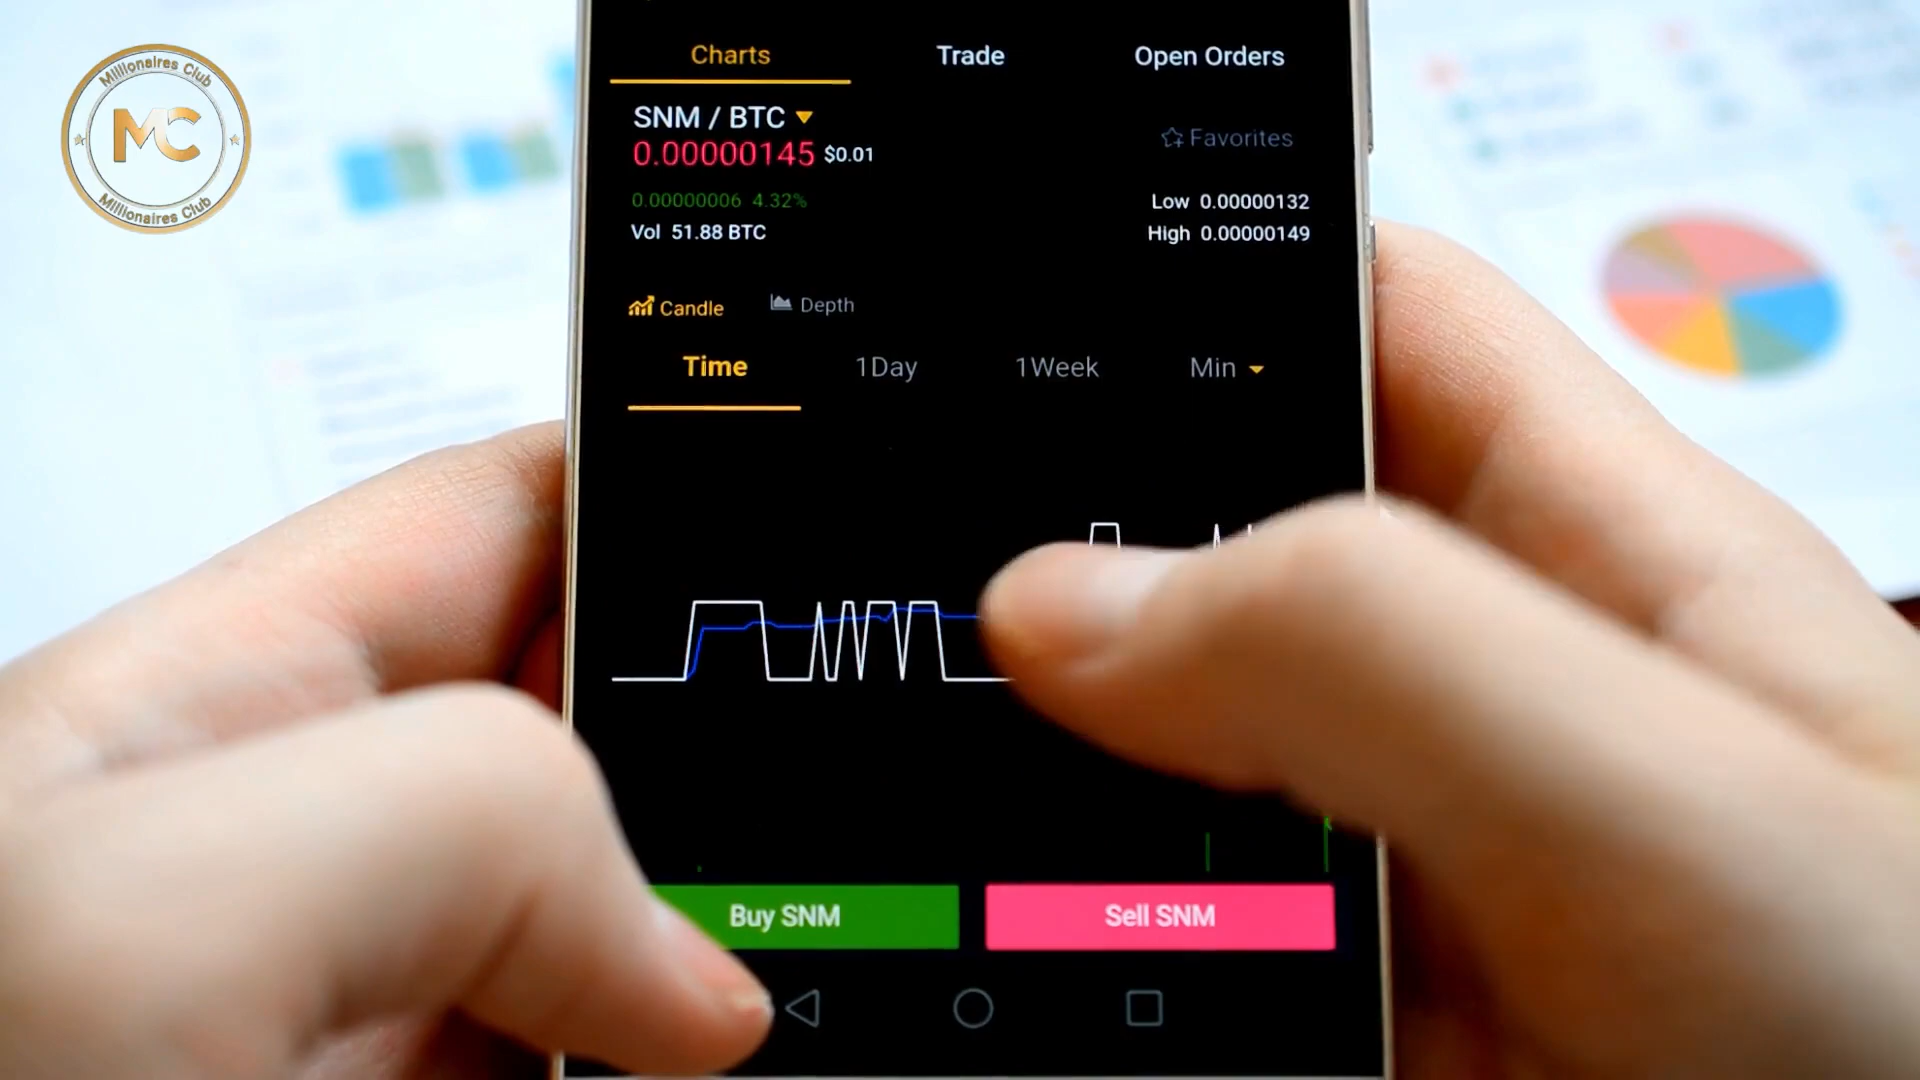 Millionaires Club
MC
Millionaires Club
Charts Trade Open Orders
SNM / BTC
0.00000145 $0.01
Favorites
0.00000006 4.32%
Low 0.00000132
Vol 51.88 BTC
High 0.00000149
Candle Depth
Time 1Day 1Week Min
Buy SNM Sell SNM